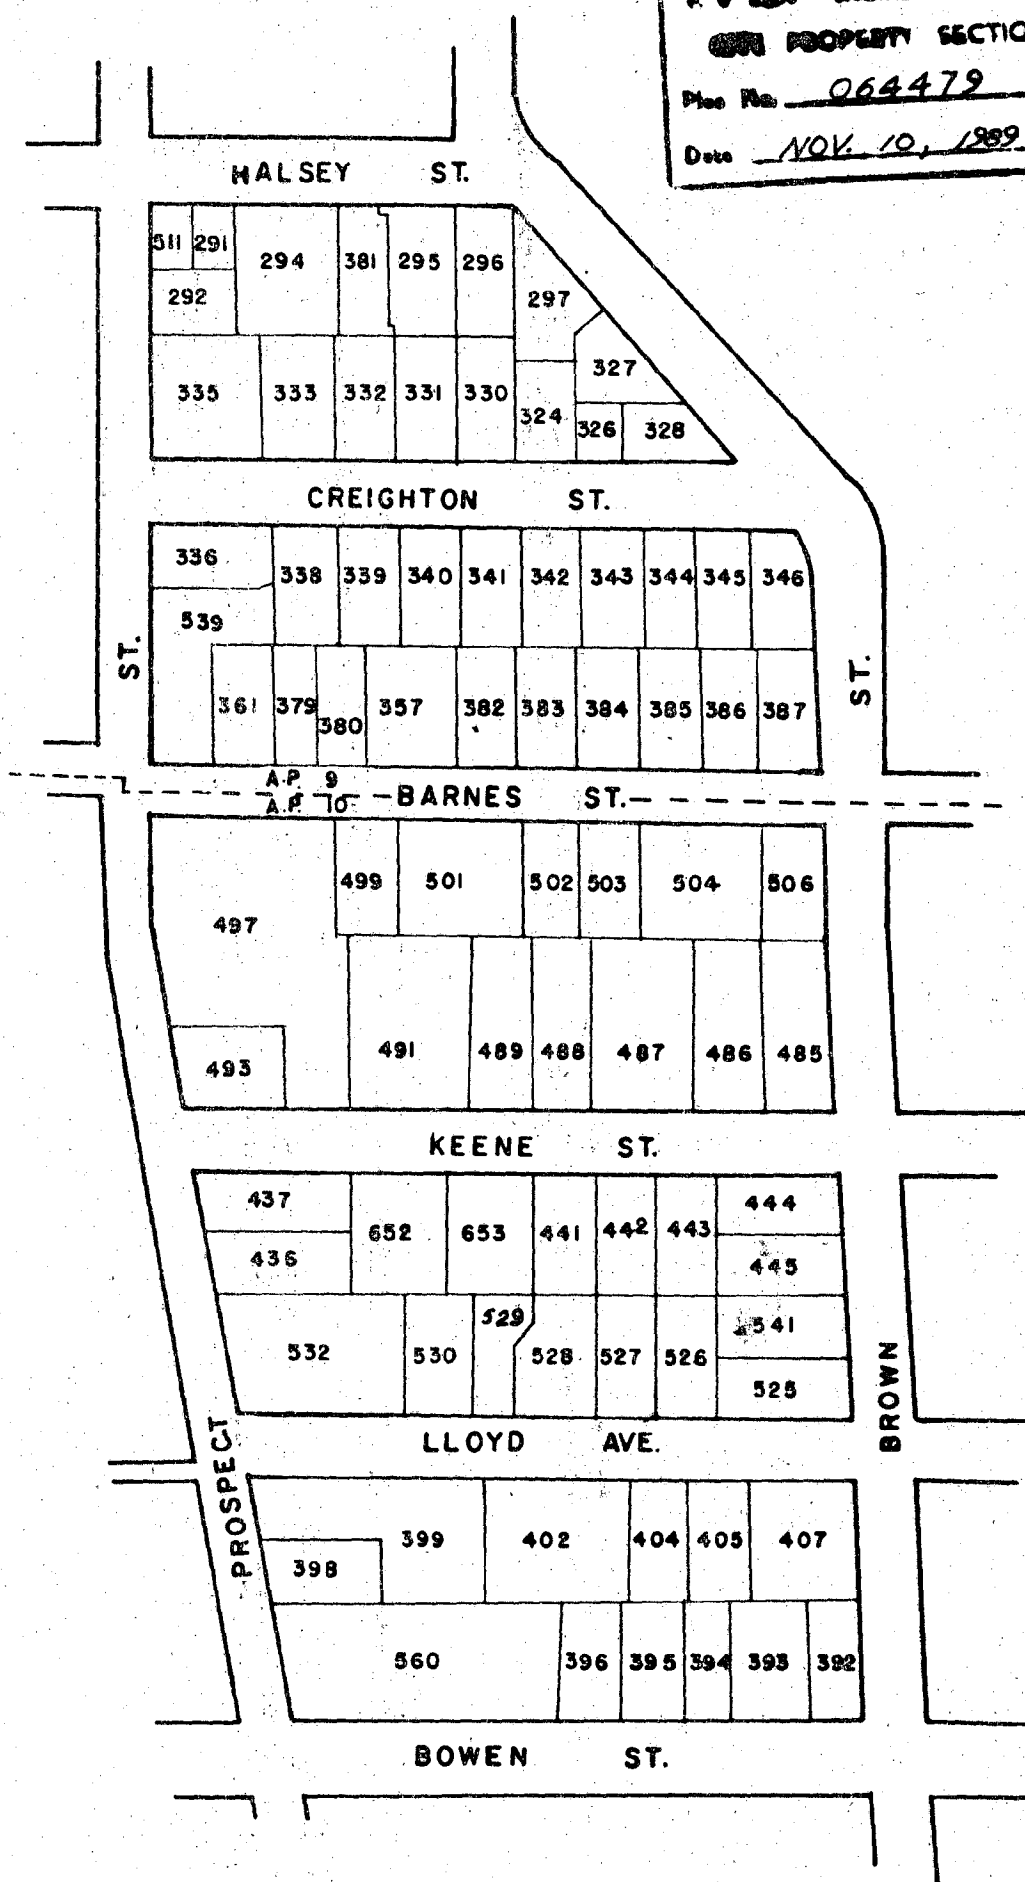 PROPERTY SECTIO
Plan No. 064479
Date NOV. 10, 1989
HALSEY ST.
511 291 294 381 295 296
292 297
335 333 332 331 330 324 327
326 328
CREIGHTON ST.
336 338 339 340 341 342 343 344 345 346
539
ST. ST.
361 379 380 357 382 383 384 385 386 387
A.P. 9
A.P. 10
BARNES ST.
499 501 502 503 504 506
497
493 491 489 488 487 486 485
KEENE ST.
437 652 653 441 442 443 444
436 445
532 530 529 528 527 526 541
525
BROWN
LLOYD AVE.
PROSPECT
399 402 404 405 407
398
560 396 395 394 393 392
BOWEN ST.